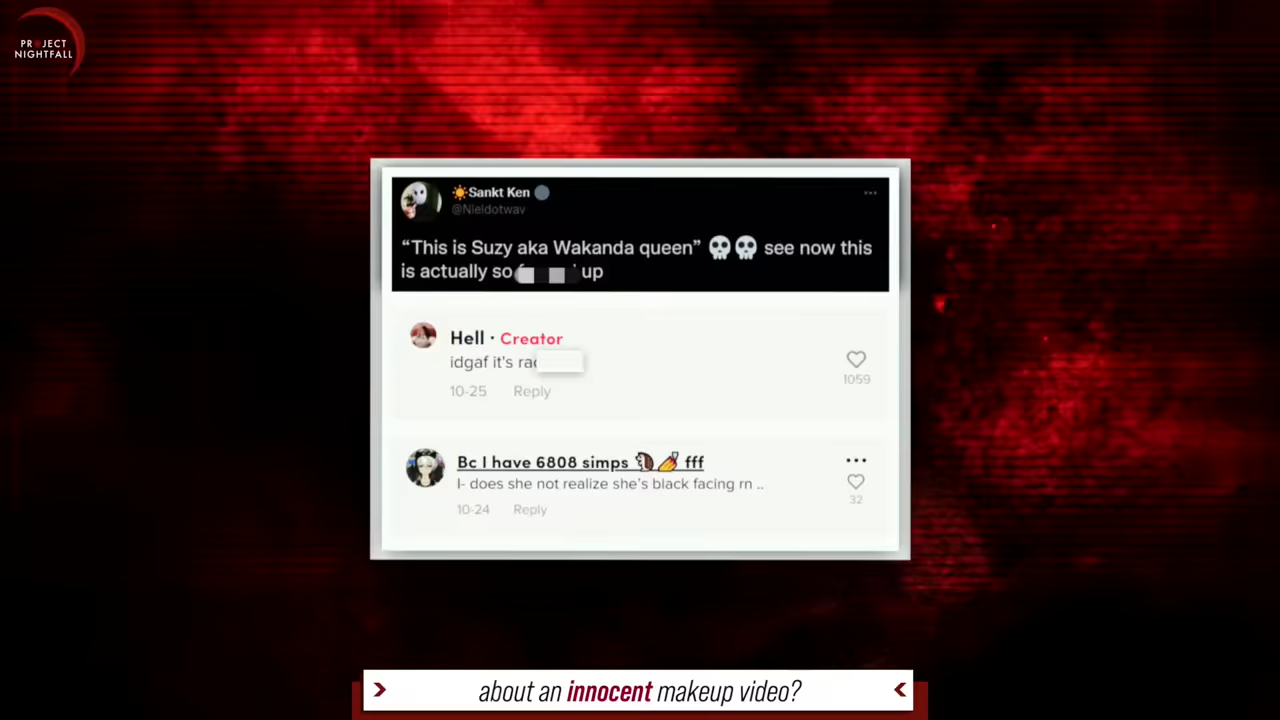 PROJECT
NIGHTFALL
Sankt Ken
@Nieldotwav
“This is Suzy aka Wakanda queen” 💀💀 see now this
is actually so up
Hell · Creator
idgaf it's
10-25 Reply
1059
Bc I have 6808 simps fff
I- does she not realize she's black facing rn ..
10-24 Reply
32
about an innocent makeup video?